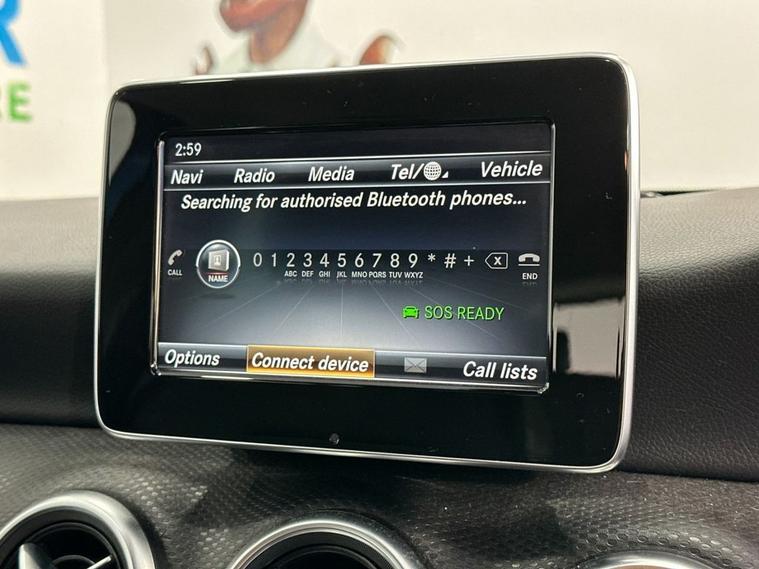 R
RE
2:59
Navi Radio Media Tel/ Vehicle
Searching for authorised Bluetooth phones...
CALL NAME 0 1 2 3 4 5 6 7 8 9 * # + END
ABC DEF GHI JKL MNO PQRS TUV WXYZ
SOS READY
Options Connect device Call lists